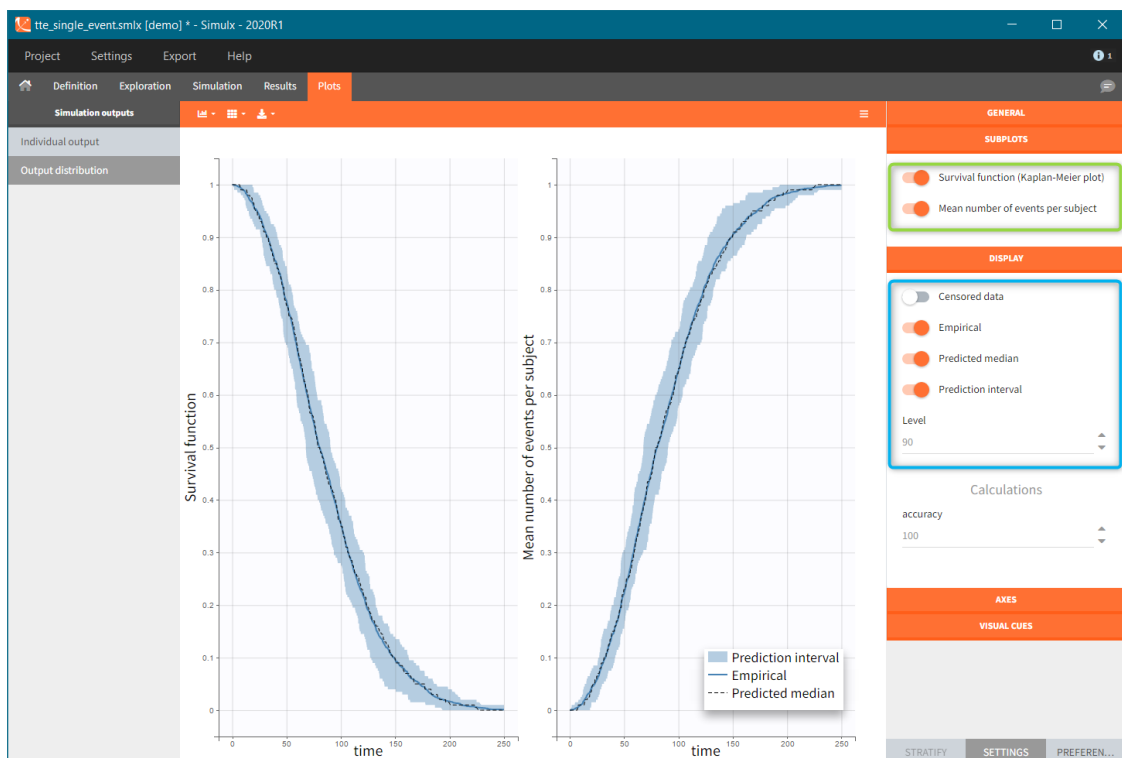 tte_single_event.smlx [demo] * - Simulx - 2020R1
Project Settings Export Help
1
Definition Exploration Simulation Results Plots
Simulation outputs
Individual output
Output distribution
Survival function
1
0.9
0.8
0.7
0.6
0.5
0.4
0.3
0.2
0.1
0
0 50 100 150 200 250
time
Mean number of events per subject
1
0.9
0.8
0.7
0.6
0.5
0.4
0.3
0.2
0.1
0
0 50 100 150 200 250
time
Prediction interval
Empirical
Predicted median
GENERAL
SUBPLOTS
Survival function (Kaplan-Meier plot)
Mean number of events per subject
DISPLAY
Censored data
Empirical
Predicted median
Prediction interval
Level
90
Calculations
accuracy
100
AXES
VISUAL CUES
STRATIFY SETTINGS PREFEREN...